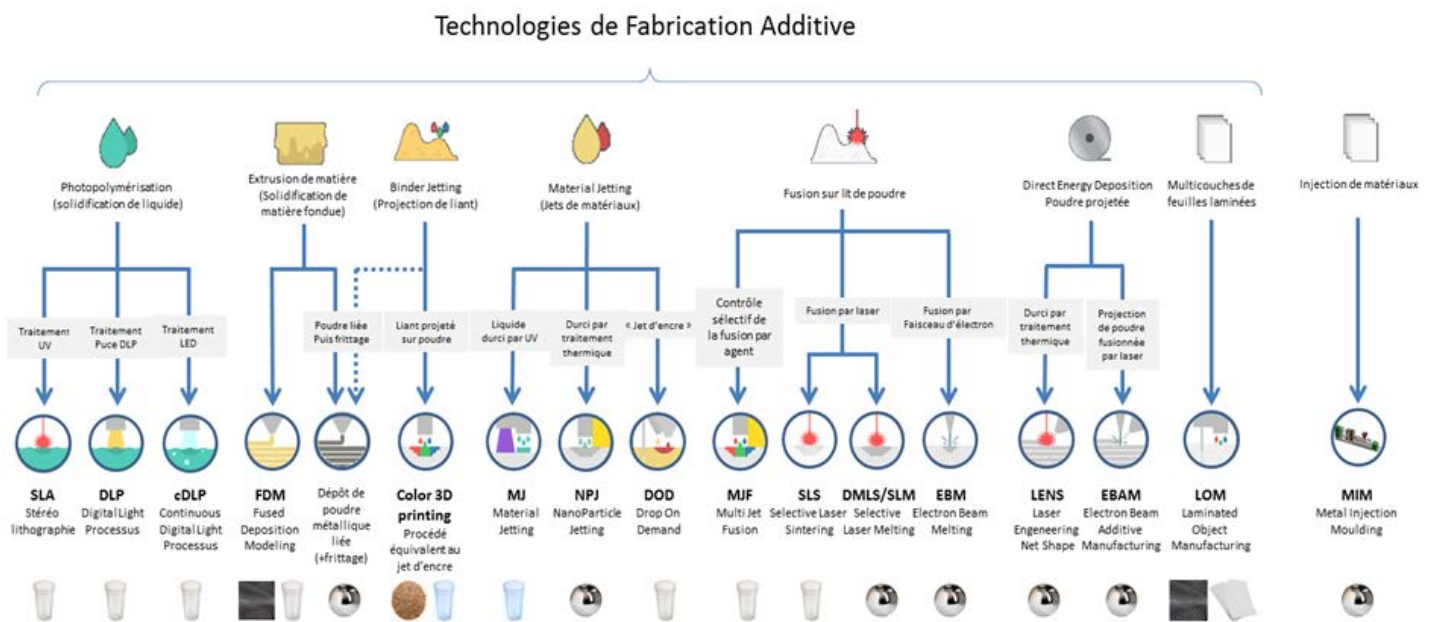 Technologies de Fabrication Additive
Photopolymérisation
(solidification de liquide)
Extrusion de matière
(Solidification de
matière fondue)
Binder Jetting
(Projection de liant)
Material Jetting
(Jets de matériaux)
Fusion sur lit de poudre
Direct Energy Deposition
Poudre projetée
Multicouches de
feuilles laminées
Injection de matériaux
Traitement
UV
Traitement
Puce DLP
Traitement
LED
Poudre liée
Puis frittage
Liant projeté
sur poudre
Liquide
durci par UV
Durci par
traitement
thermique
« Jet d'encre »
Contrôle
sélectif de
la fusion par
agent
Fusion par laser
Fusion par
Faisceau d'électron
Durci par
traitement
thermique
Projection
de poudre
fusionnée
par laser
SLA
Stéréo
lithographie
DLP
Digital Light
Processus
cDLP
Continuous
Digital Light
Processus
FDM
Fused
Deposition
Modeling
Dépôt de
poudre
métallique
liée
(+frittage)
Color 3D
printing
Procédé
équivalent au
jet d'encre
MJ
Material
Jetting
NPJ
NanoParticle
Jetting
DOD
Drop On
Demand
MJF
Multi Jet
Fusion
SLS
Selective Laser
Sintering
DMLS/SLM
Selective
Laser Melting
EBM
Electron Beam
Melting
LENS
Laser
Engeneering
Net Shape
EBAM
Electron Beam
Additive
Manufacturing
LOM
Laminated
Object
Manufacturing
MIM
Metal Injection
Moulding